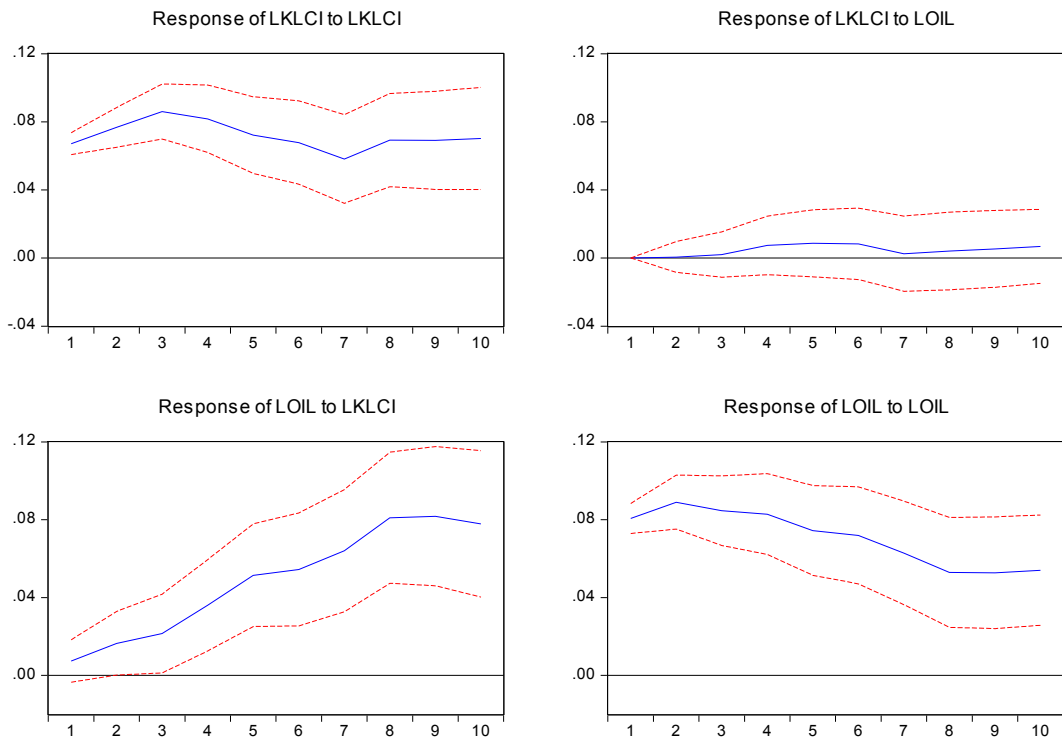 Response of LKLCI to LKLCI
.12
.08
.04
.00
-.04
1 2 3 4 5 6 7 8 9 10
Response of LKLCI to LOIL
.12
.08
.04
.00
-.04
1 2 3 4 5 6 7 8 9 10
Response of LOIL to LKLCI
.12
.08
.04
.00
1 2 3 4 5 6 7 8 9 10
Response of LOIL to LOIL
.12
.08
.04
.00
1 2 3 4 5 6 7 8 9 10